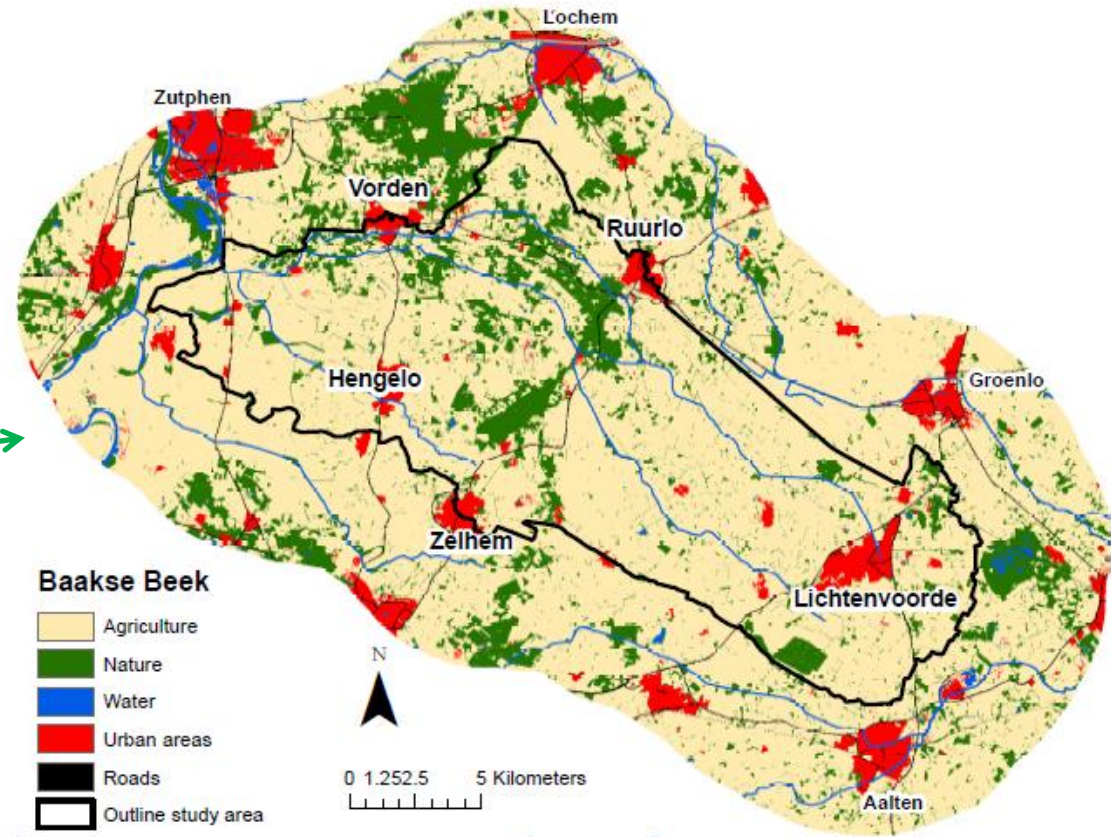 Lochem
Zutphen
Vorden
Ruurlo
Hengelo
Groenlo
Zelhem
Lichtenvoorde
Aalten
Baakse Beek
Agriculture
Nature
Water
Urban areas
Roads
Outline study area
N
0 1.252.5 5 Kilometers